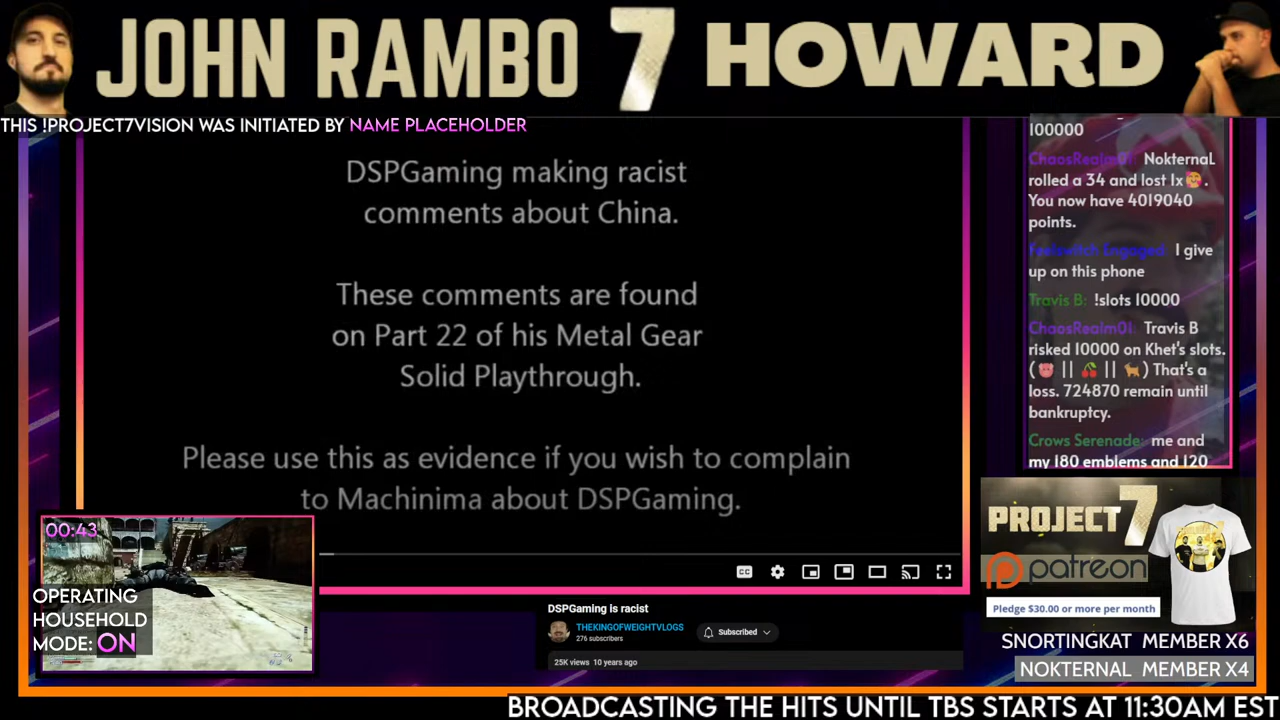 JOHN RAMBO 7 HOWARD
THIS !PROJECT7VISION WAS INITIATED BY NAME PLACEHOLDER
DSPGaming making racist
comments about China.
These comments are found
on Part 22 of his Metal Gear
Solid Playthrough.
Please use this as evidence if you wish to complain
to Machinima about DSPGaming.
CC
00:43
OPERATING
HOUSEHOLD
MODE: ON
DSPGaming is racist
THEKINGOFWEIGHTVLOGS
276 subscribers
Subscribed
25K views 10 years ago
100000
ChaosRealm01: NokternaL
rolled a 34 and lost 1x.
You now have 4019040
points.
Feelswitch Engaged: I give
up on this phone
Travis B: !slots 10000
ChaosRealm01: Travis B
risked 10000 on Khet's slots.
( || || ) That's a
loss. 724870 remain until
bankruptcy.
Crows Serenade: me and
my 180 emblems and 120
PROJECT 7
patreon
Pledge $30.00 or more per month
SNORTINGKAT MEMBER X6
NOKTERNAL MEMBER X4
BROADCASTING THE HITS UNTIL TBS STARTS AT 11:30AM EST